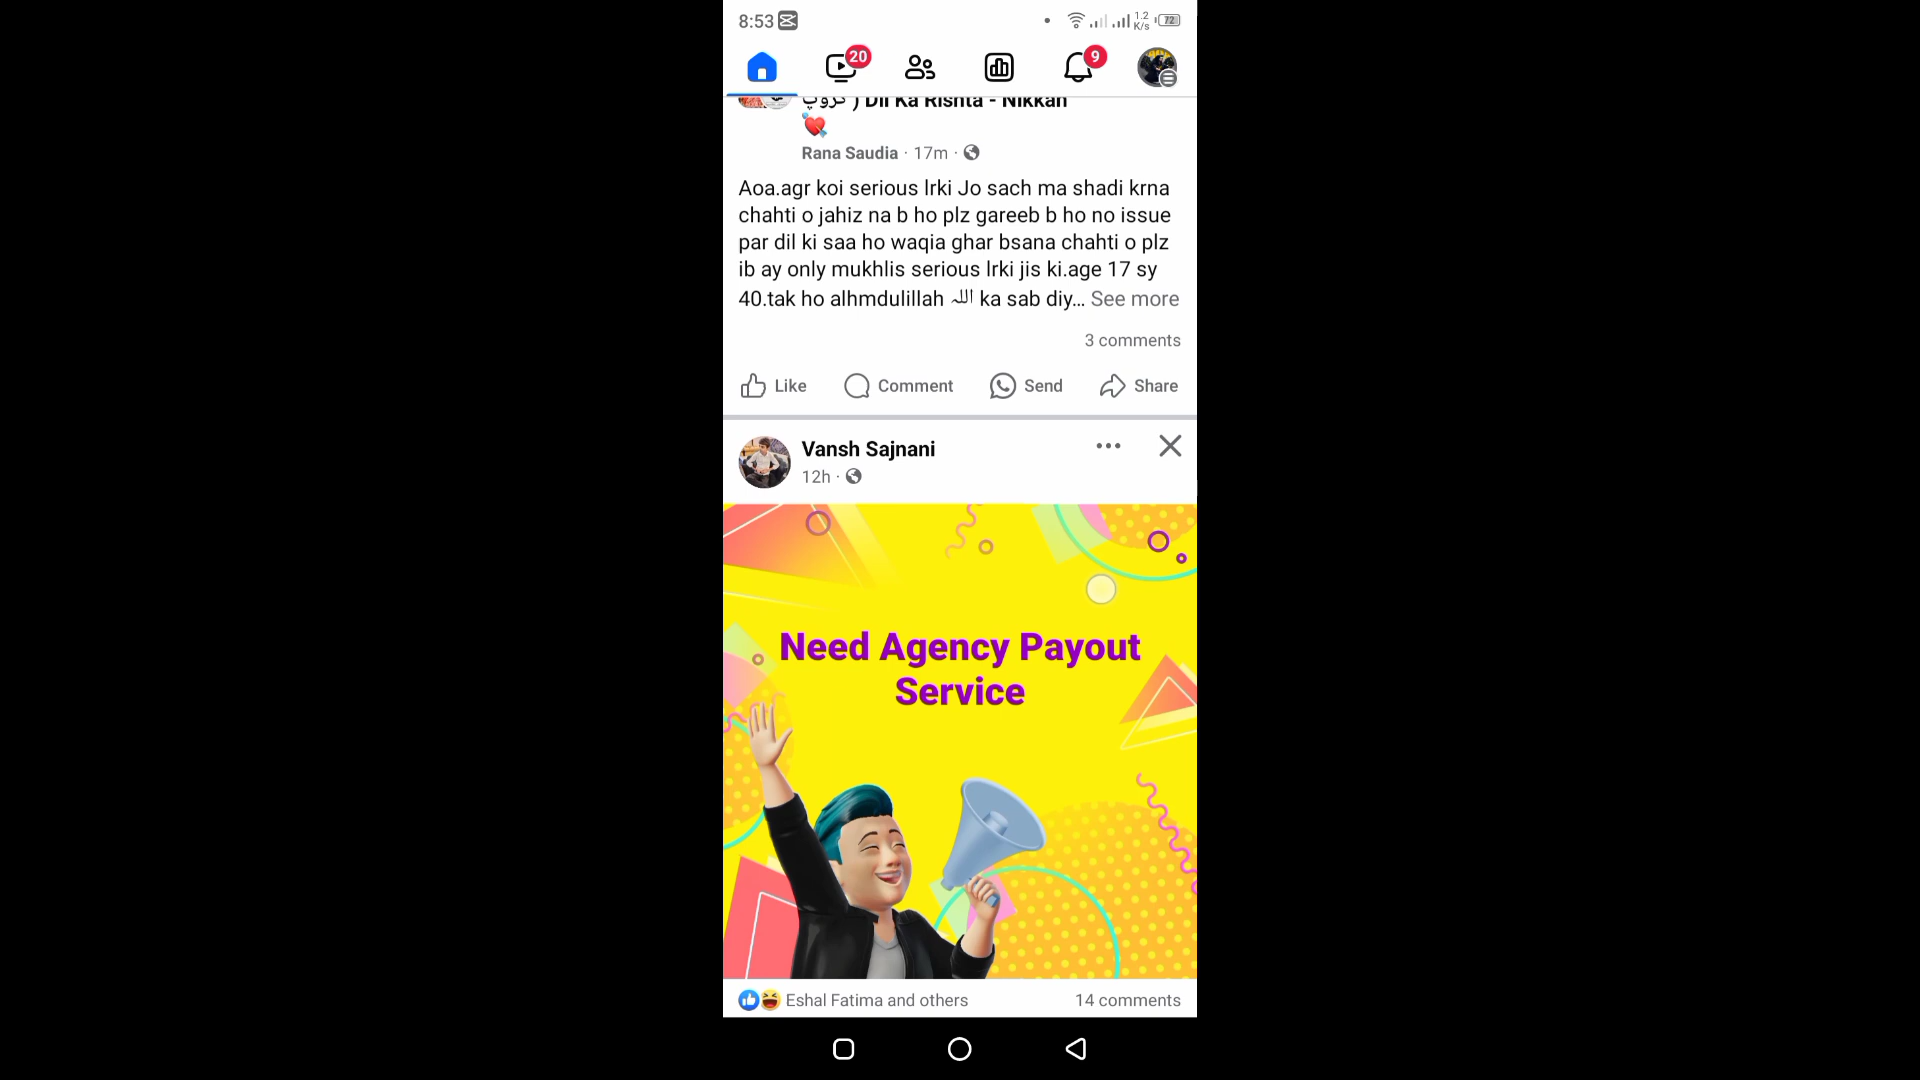 8:53
1.2
K/s
72
20
9
گروپ ) Dil Ka Rishta - Nikkah
💘
Rana Saudia · 17m ·
Aoa.agr koi serious lrki Jo sach ma shadi krna
chahti o jahiz na b ho plz gareeb b ho no issue
par dil ki saa ho waqia ghar bsana chahti o plz
ib ay only mukhlis serious lrki jis ki.age 17 sy
40.tak ho alhmdulillah الله ka sab diy... See more
3 comments
Like Comment Send Share
Vansh Sajnani
12h ·
Need Agency Payout
Service
Eshal Fatima and others 14 comments